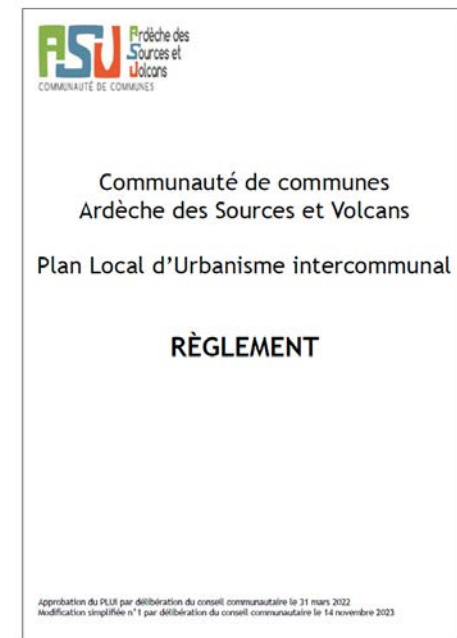 ASV
Ardèche des
Sources et
Volcans
COMMUNAUTÉ DE COMMUNES
Communauté de communes
Ardèche des Sources et Volcans
Plan Local d'Urbanisme intercommunal
RÈGLEMENT
Approbation du PLUI par délibération du conseil communautaire le 31 mars 2022
Modification simplifiée n°1 par délibération du conseil communautaire le 14 novembre 2023